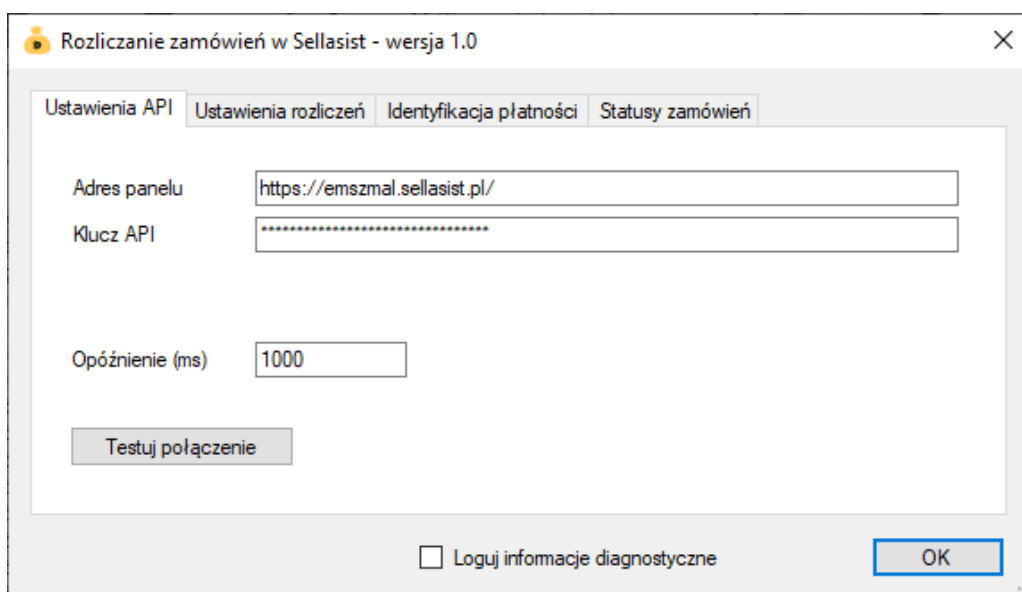 Rozliczanie zamówień w Sellasist - wersja 1.0
Ustawienia API
Ustawienia rozliczeń
Identyfikacja płatności
Statusy zamówień
Adres panelu
https://emszmal.sellasist.pl/
Klucz API
********************************
Opóźnienie (ms)
1000
Testuj połączenie
Loguj informacje diagnostyczne
OK